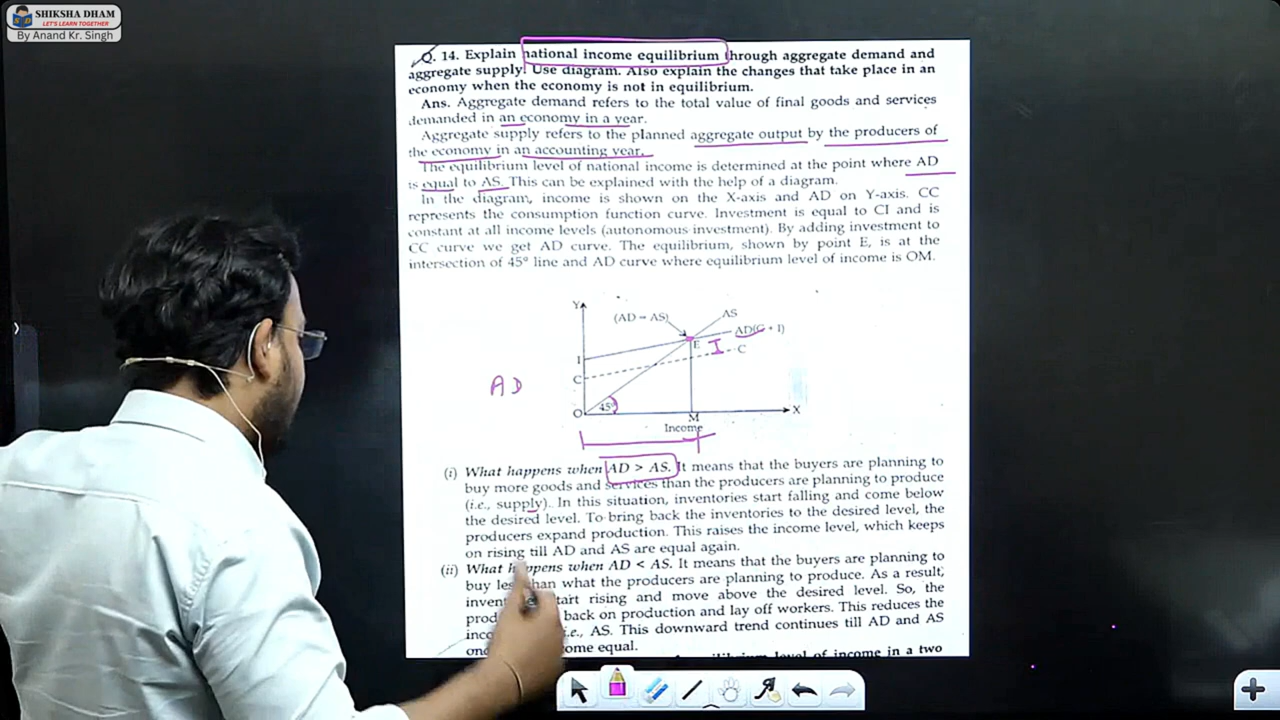 SHIKSHA DHAM
LET'S LEARN TOGETHER
By Anand Kr. Singh
Q. 14. Explain national income equilibrium through aggregate demand and
aggregate supply. Use diagram. Also explain the changes that take place in an
economy when the economy is not in equilibrium.
Ans. Aggregate demand refers to the total value of final goods and services
demanded in an economy in a year.
Aggregate supply refers to the planned aggregate output by the producers of
the economy in an accounting year.
The equilibrium level of national income is determined at the point where AD
is equal to AS. This can be explained with the help of a diagram.
In the diagram, income is shown on the X-axis and AD on Y-axis. CC
represents the consumption function curve. Investment is equal to CI and is
constant at all income levels (autonomous investment). By adding investment to
CC curve we get AD curve. The equilibrium, shown by point E, is at the
intersection of 45° line and AD curve where equilibrium level of income is OM.
Y
(AD = AS)
AS
AD(C + I)
E
I
C
I
C
AD
45°
O
M
X
Income
(i) What happens when AD > AS. It means that the buyers are planning to
buy more goods and services than the producers are planning to produce
(i.e., supply). In this situation, inventories start falling and come below
the desired level. To bring back the inventories to the desired level, the
producers expand production. This raises the income level, which keeps
on rising till AD and AS are equal again.
(ii) What happens when AD < AS. It means that the buyers are planning to
buy less than what the producers are planning to produce. As a result,
start rising and move above the desired level. So, the
back on production and lay off workers. This reduces the
i.e., AS. This downward trend continues till AD and AS
equal.
level of income in a two